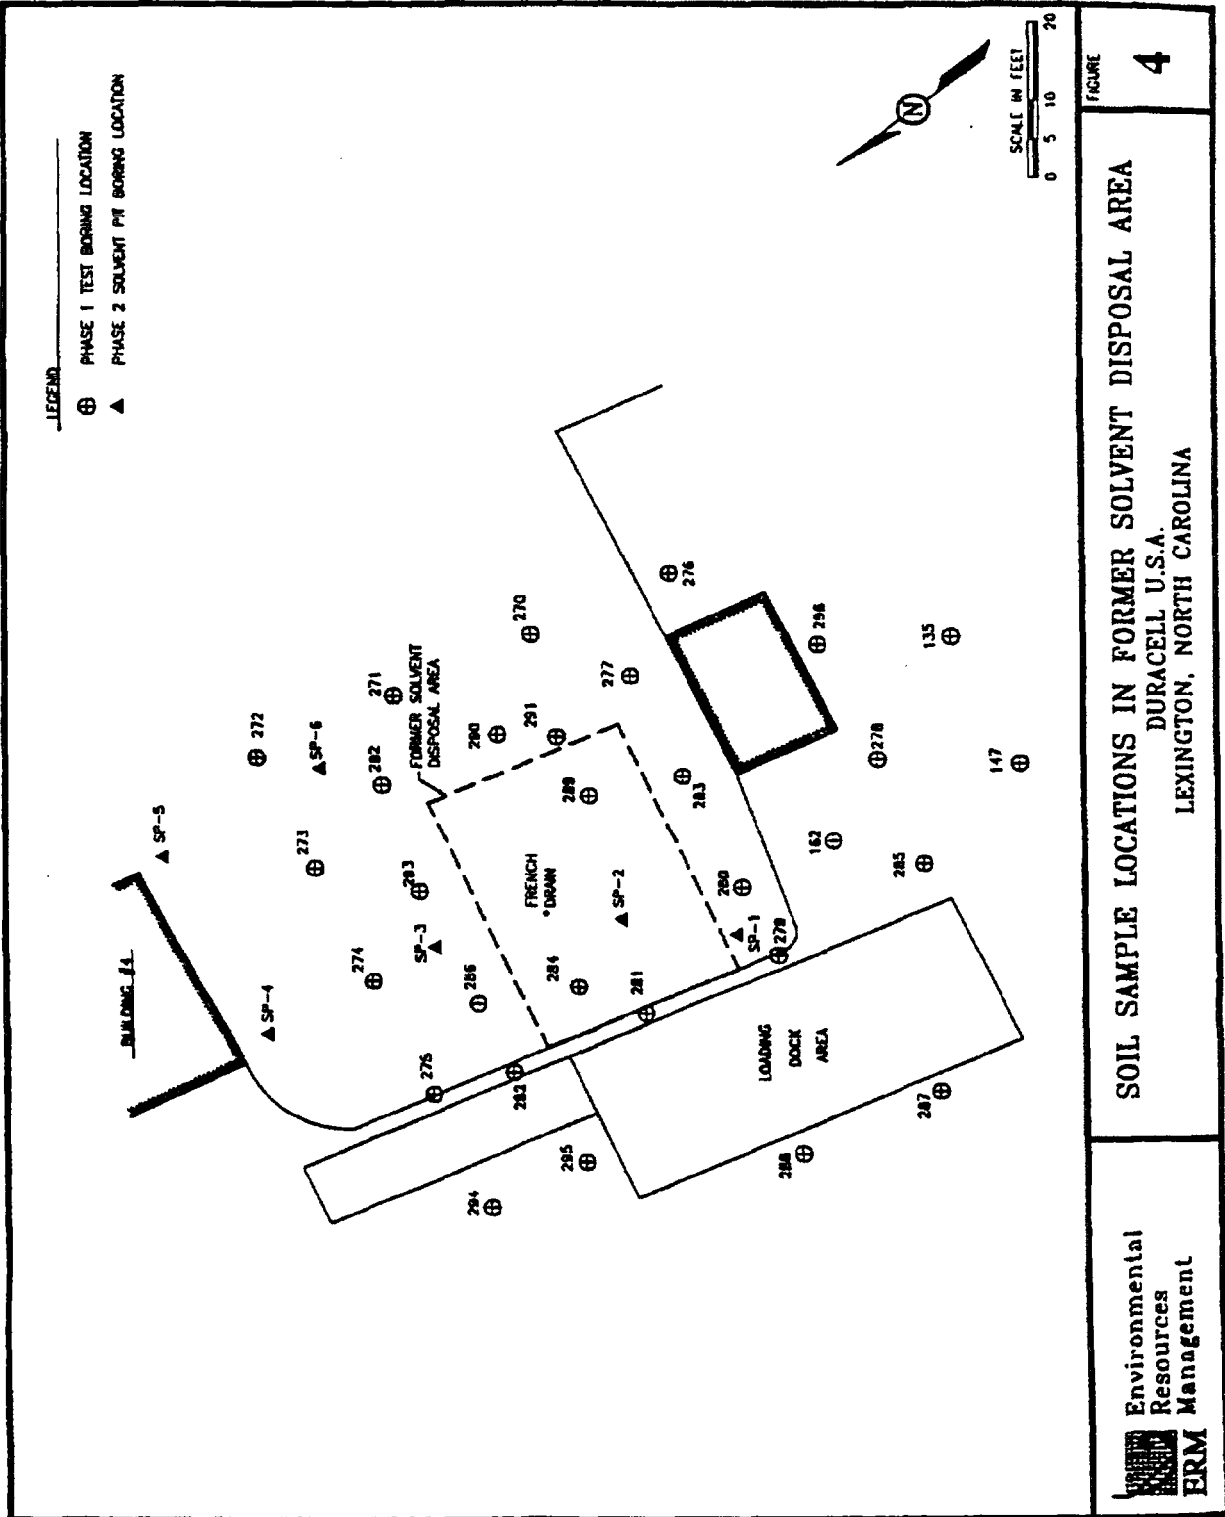 LEGEND
PHASE 1 TEST BORING LOCATION
PHASE 2 SOLVENT PIT BORING LOCATION
BUILDING #4
SP-5
SP-4
272
SP-6
273
271
282
FORMER SOLVENT
DISPOSAL AREA
274
293
SP-3
270
290
291
286
275
FRENCH
DRAIN
289
277
276
284
SP-2
282
281
283
280
SP-1
279
296
135
162
278
147
285
LOADING
DOCK
AREA
294
295
288
287
N
SCALE IN FEET
0 5 10 20
Environmental
Resources
ERM Management
SOIL SAMPLE LOCATIONS IN FORMER SOLVENT DISPOSAL AREA
DURACELL U.S.A.
LEXINGTON, NORTH CAROLINA
FIGURE
4